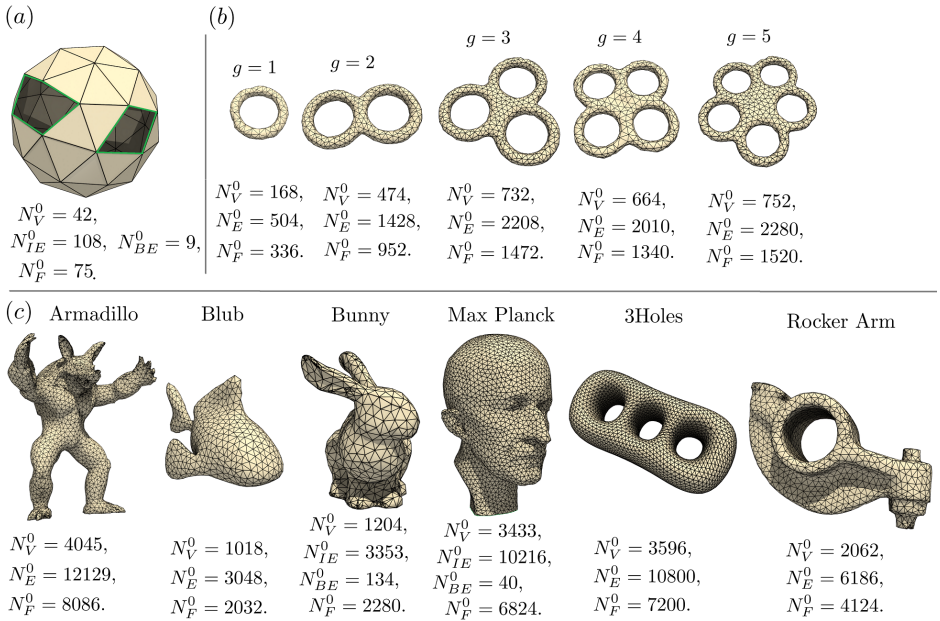 (a)
N_V^0 = 42,
N_{IE}^0 = 108, N_{BE}^0 = 9,
N_F^0 = 75.
(b)
g = 1
N_V^0 = 168,
N_E^0 = 504,
N_F^0 = 336.
g = 2
N_V^0 = 474,
N_E^0 = 1428,
N_F^0 = 952.
g = 3
N_V^0 = 732,
N_E^0 = 2208,
N_F^0 = 1472.
g = 4
N_V^0 = 664,
N_E^0 = 2010,
N_F^0 = 1340.
g = 5
N_V^0 = 752,
N_E^0 = 2280,
N_F^0 = 1520.
(c)
Armadillo
N_V^0 = 4045,
N_E^0 = 12129,
N_F^0 = 8086.
Blub
N_V^0 = 1018,
N_E^0 = 3048,
N_F^0 = 2032.
Bunny
N_V^0 = 1204,
N_{IE}^0 = 3353,
N_{BE}^0 = 134,
N_F^0 = 2280.
Max Planck
N_V^0 = 3433,
N_{IE}^0 = 10216,
N_{BE}^0 = 40,
N_F^0 = 6824.
3Holes
N_V^0 = 3596,
N_E^0 = 10800,
N_F^0 = 7200.
Rocker Arm
N_V^0 = 2062,
N_E^0 = 6186,
N_F^0 = 4124.